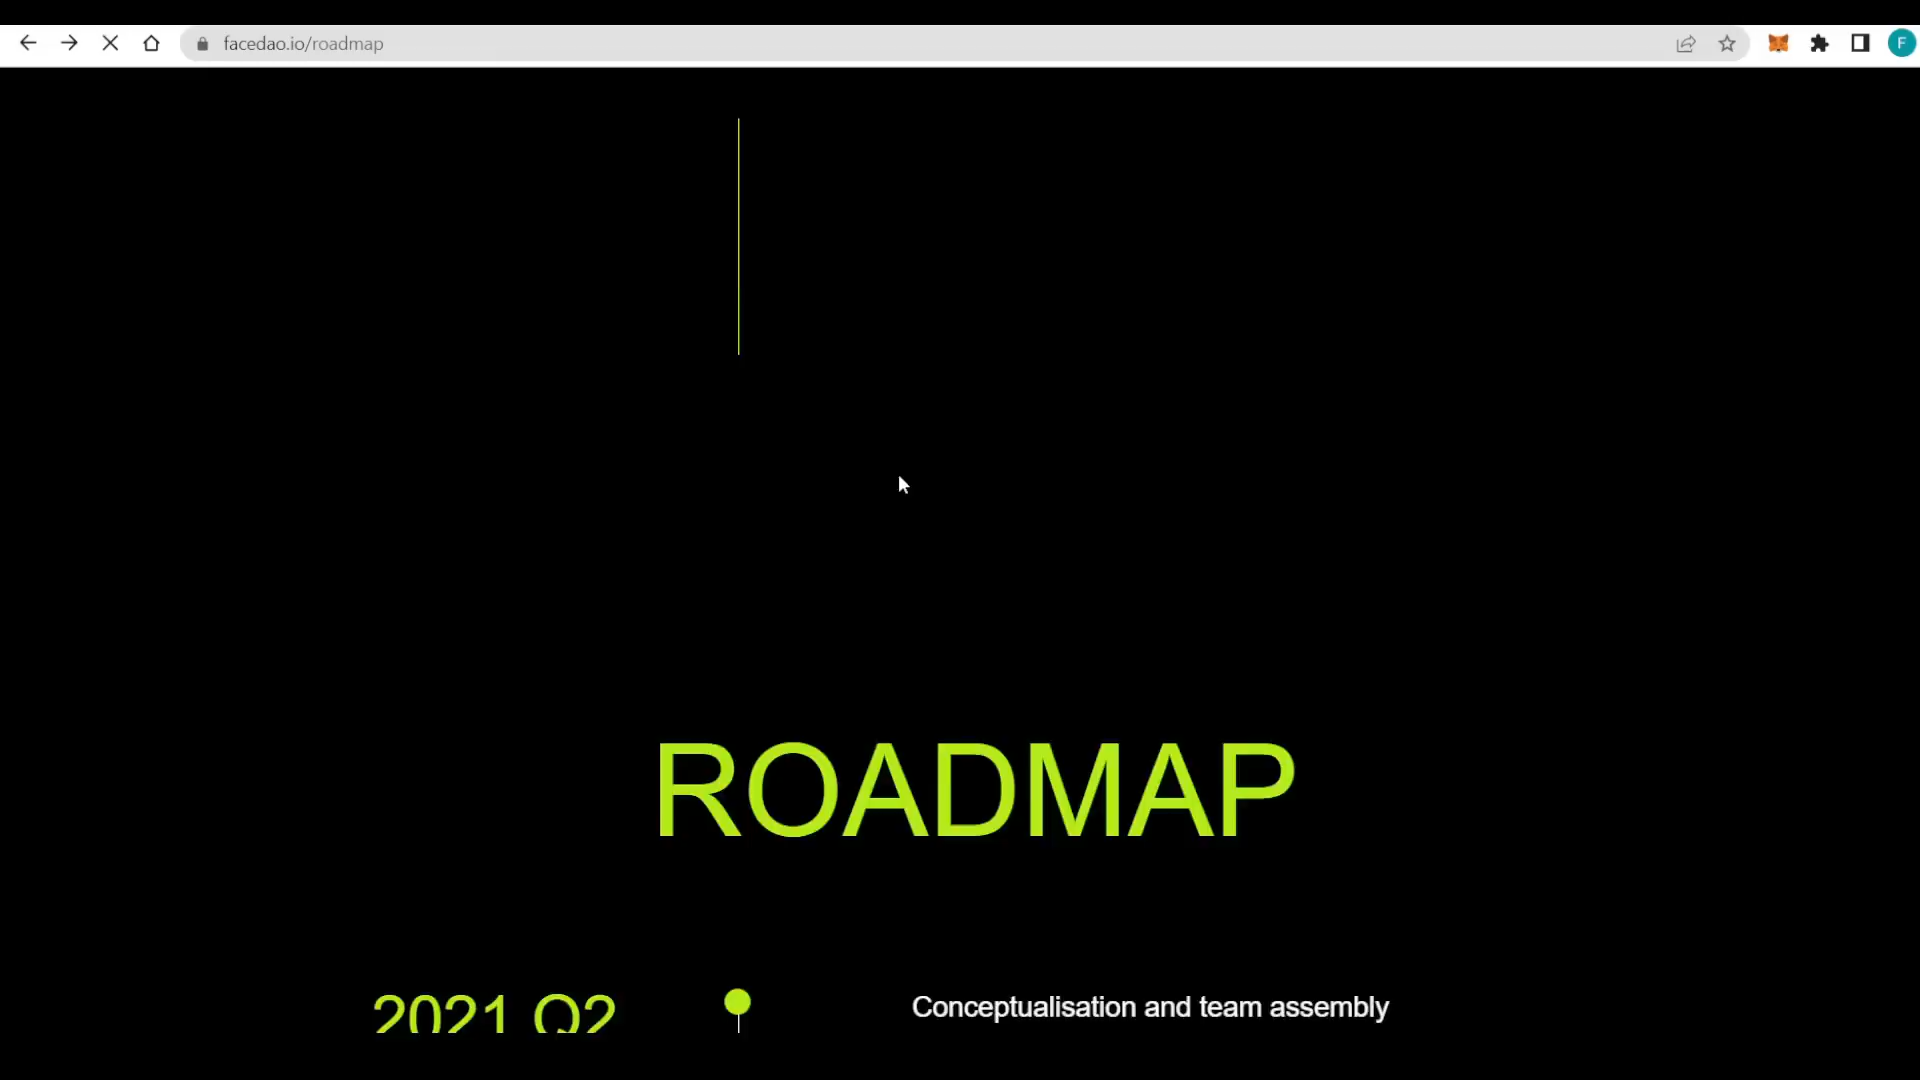 facedao.io/roadmap
F
ROADMAP
2021 Q2
Conceptualisation and team assembly